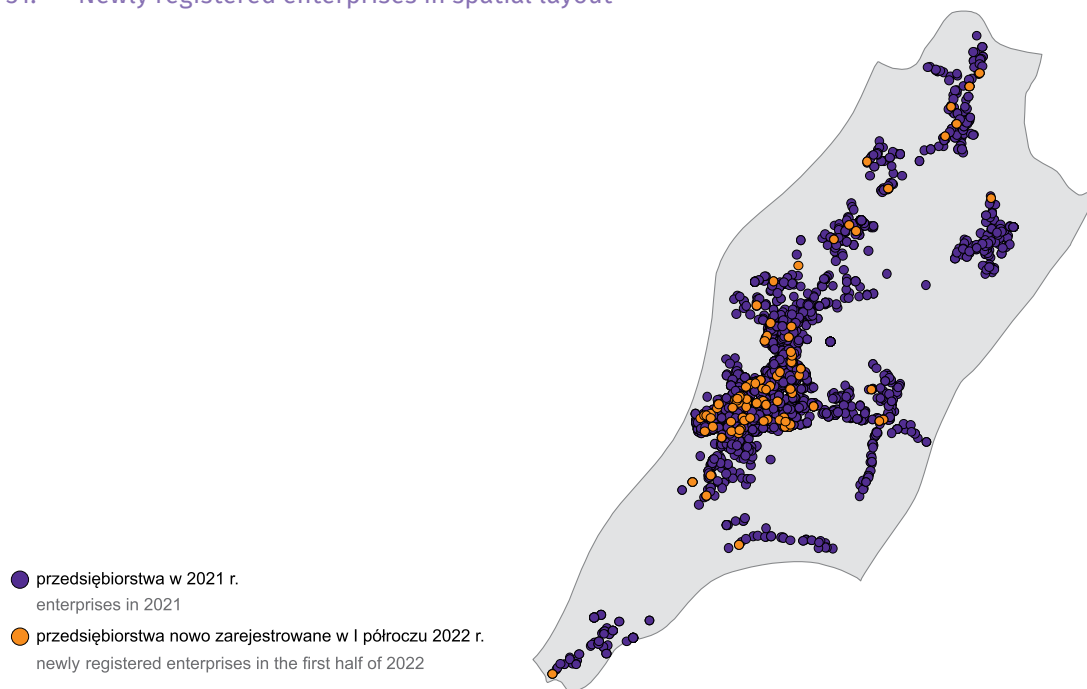 Newly registered enterprises in spatial layout
przedsiębiorstwa w 2021 r.
enterprises in 2021
przedsiębiorstwa nowo zarejestrowane w I półroczu 2022 r.
newly registered enterprises in the first half of 2022